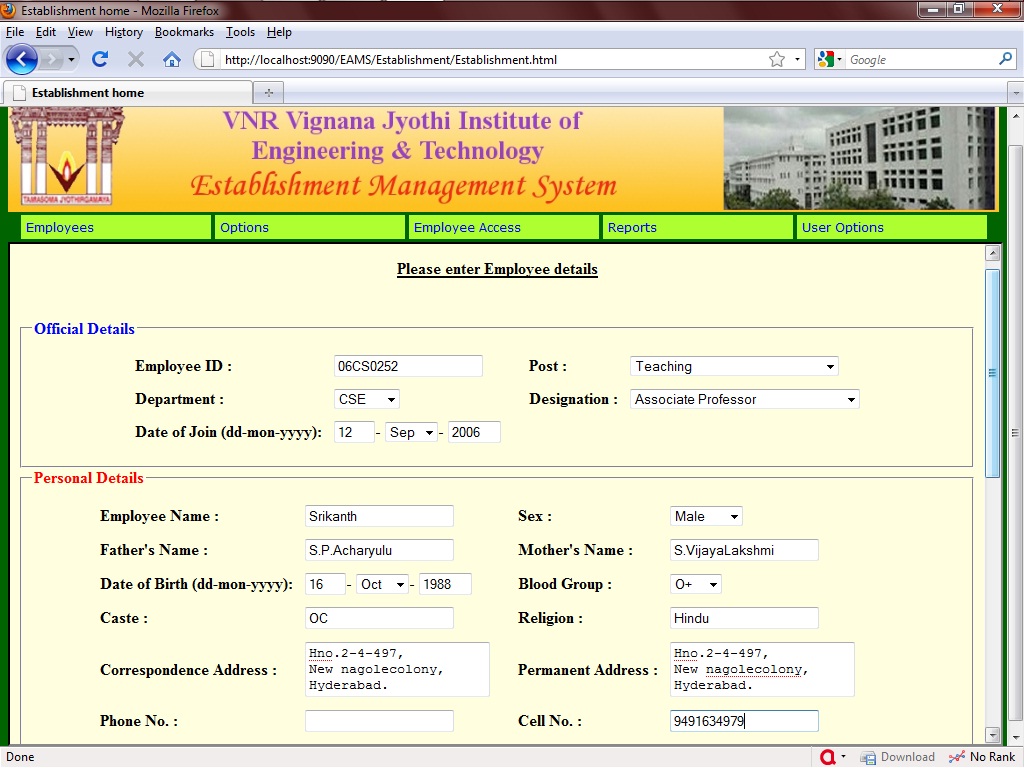 Establishment home - Mozilla Firefox
File Edit View History Bookmarks Tools Help
http://localhost:9090/EAMS/Establishment/Establishment.html Google
Establishment home
VNR Vignana Jyothi Institute of
Engineering & Technology
Establishment Management System
TAMASOMA JYOTHIRGAMAYA
Employees Options Employee Access Reports User Options
Please enter Employee details
Official Details
Employee ID : 06CS0252 Post : Teaching
Department : CSE Designation : Associate Professor
Date of Join (dd-mon-yyyy): 12 - Sep - 2006
Personal Details
Employee Name : Srikanth Sex : Male
Father's Name : S.P.Acharyulu Mother's Name : S.VijayaLakshmi
Date of Birth (dd-mon-yyyy): 16 - Oct - 1988 Blood Group : O+
Caste : OC Religion : Hindu
Correspondence Address : Hno.2-4-497,
New nagolecolony,
Hyderabad.
Permanent Address : Hno.2-4-497,
New nagolecolony,
Hyderabad.
Phone No. : Cell No. : 9491634979
Done a Download No Rank